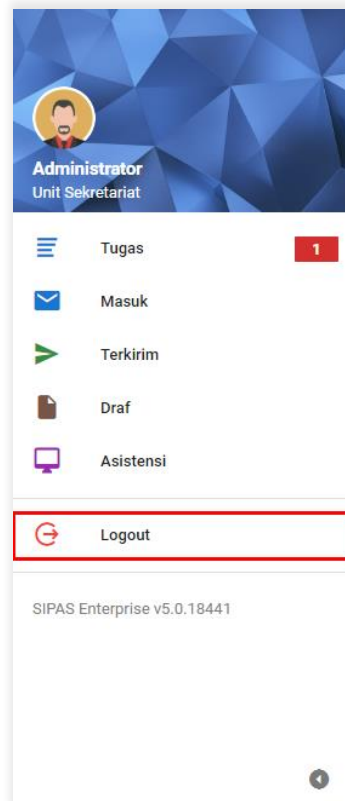 Administrator
Unit Sekretariat
Tugas 1
Masuk
Terkirim
Draf
Asistensi
Logout
SIPAS Enterprise v5.0.18441